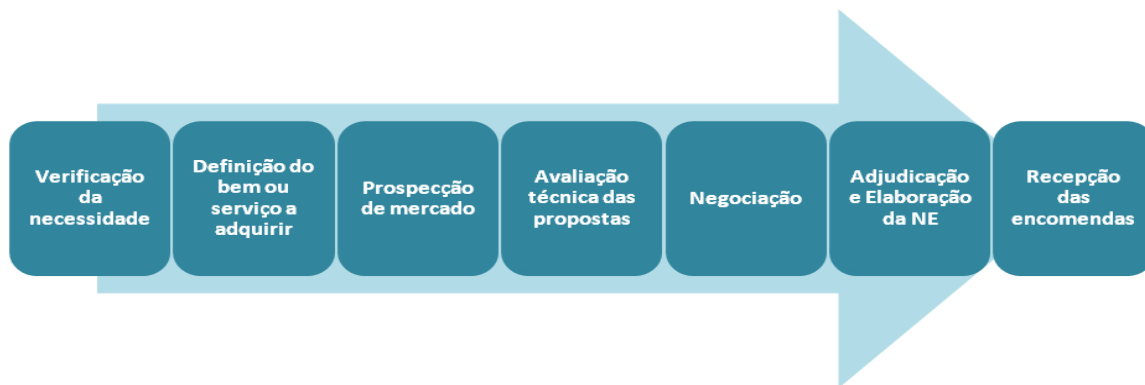 Verificação
da
necessidade
Definição do
bem ou
serviço a
adquirir
Prospecção
de mercado
Avaliação
técnica das
propostas
Negociação
Adjudicação
e Elaboração
da NE
Recepção
das
encomendas